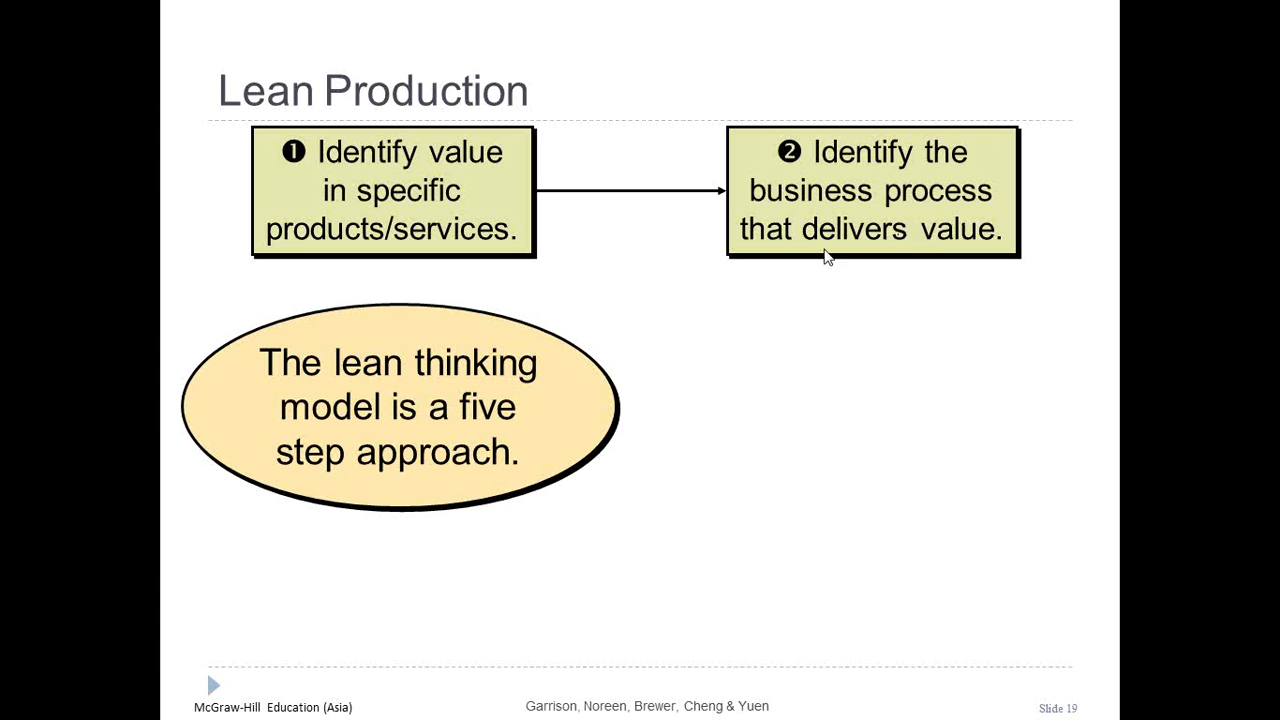 Lean Production
❶ Identify value
in specific
products/services.
❷ Identify the
business process
that delivers value.
The lean thinking
model is a five
step approach.
McGraw-Hill Education (Asia)
Garrison, Noreen, Brewer, Cheng & Yuen
Slide 19